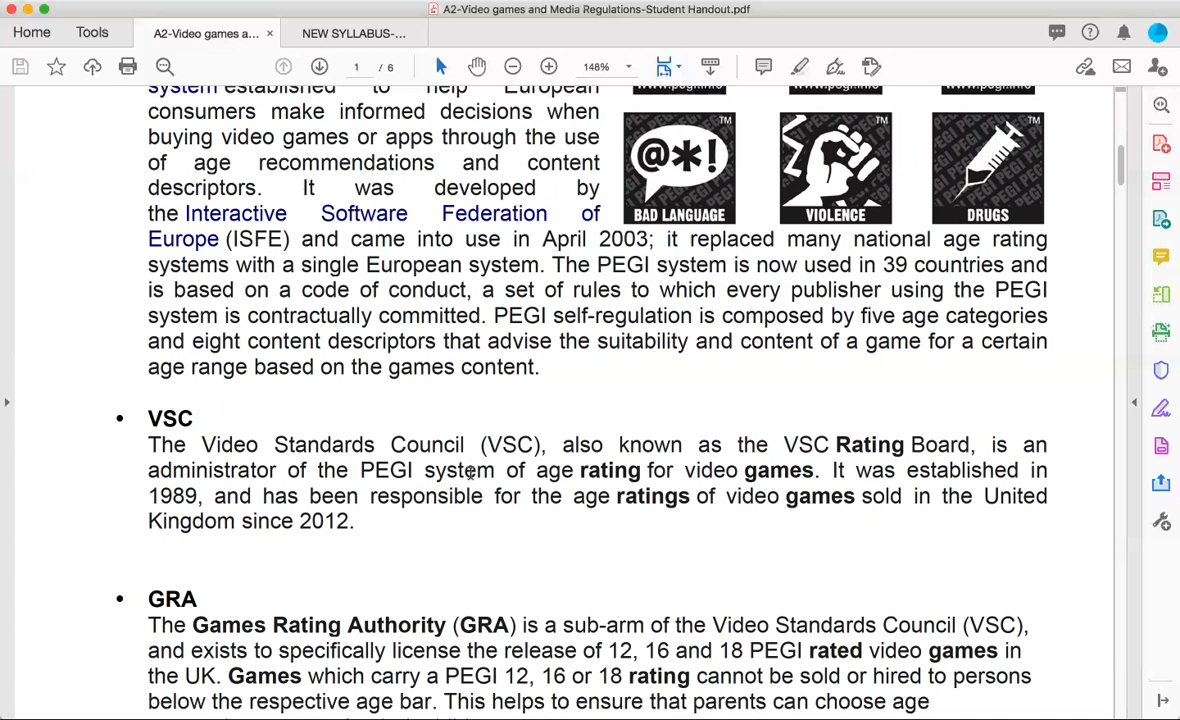 A2-Video games and Media Regulations-Student Handout.pdf
Home
Tools
A2-Video games a...
×
NEW SYLLABUS-...
1 / 6
148%
system established to help European
consumers make informed decisions when
buying video games or apps through the use
of age recommendations and content
descriptors. It was developed by
the Interactive Software Federation of
Europe (ISFE) and came into use in April 2003; it replaced many national age rating
systems with a single European system. The PEGI system is now used in 39 countries and
is based on a code of conduct, a set of rules to which every publisher using the PEGI
system is contractually committed. PEGI self-regulation is composed by five age categories
and eight content descriptors that advise the suitability and content of a game for a certain
age range based on the games content.
www.pegi.info
www.pegi.info
www.pegi.info
@*!
BAD LANGUAGE
TM
VIOLENCE
TM
DRUGS
TM
• VSC
The Video Standards Council (VSC), also known as the VSC Rating Board, is an
administrator of the PEGI system of age rating for video games. It was established in
1989, and has been responsible for the age ratings of video games sold in the United
Kingdom since 2012.
• GRA
The Games Rating Authority (GRA) is a sub-arm of the Video Standards Council (VSC),
and exists to specifically license the release of 12, 16 and 18 PEGI rated video games in
the UK. Games which carry a PEGI 12, 16 or 18 rating cannot be sold or hired to persons
below the respective age bar. This helps to ensure that parents can choose age